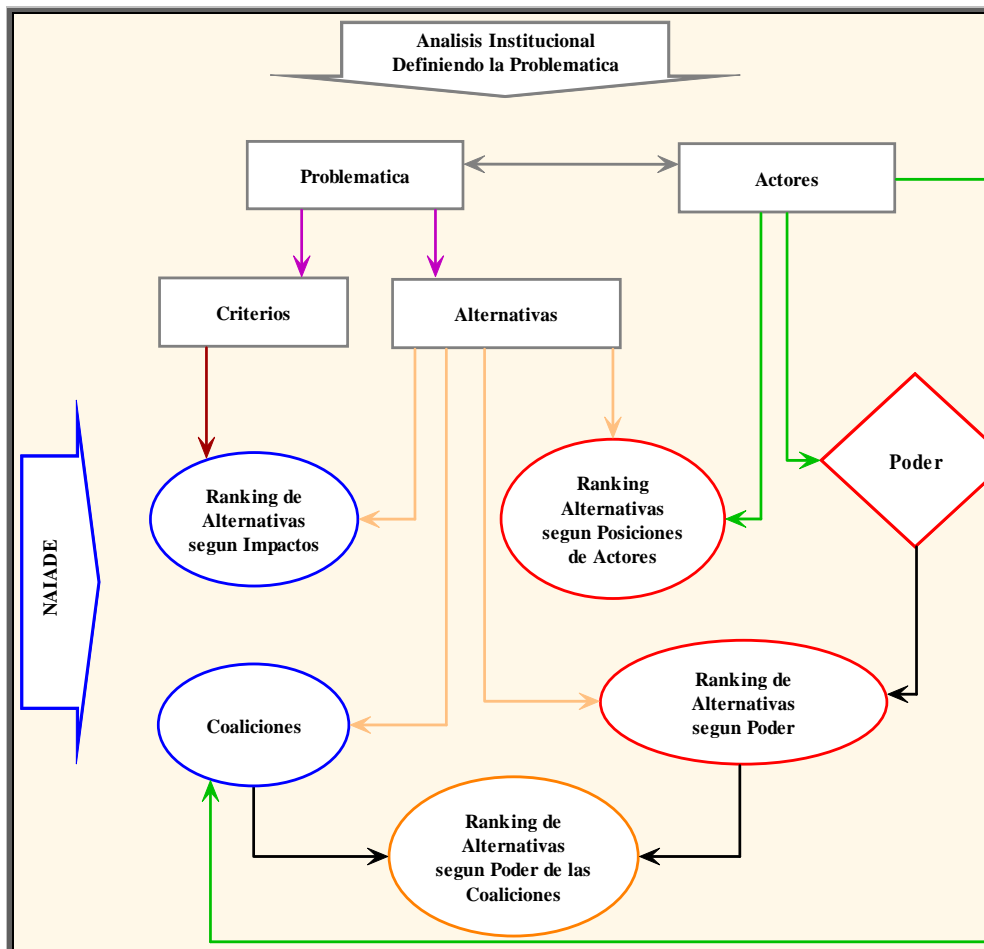 Analisis Institucional
Definiendo la Problematica
Problematica
Actores
Criterios
Alternativas
Poder
Ranking de
Alternativas
segun Impactos
Ranking
Alternativas
segun Posiciones
de Actores
NAIADE
Ranking de
Alternativas
segun Poder
Coaliciones
Ranking de
Alternativas
segun Poder de las
Coaliciones